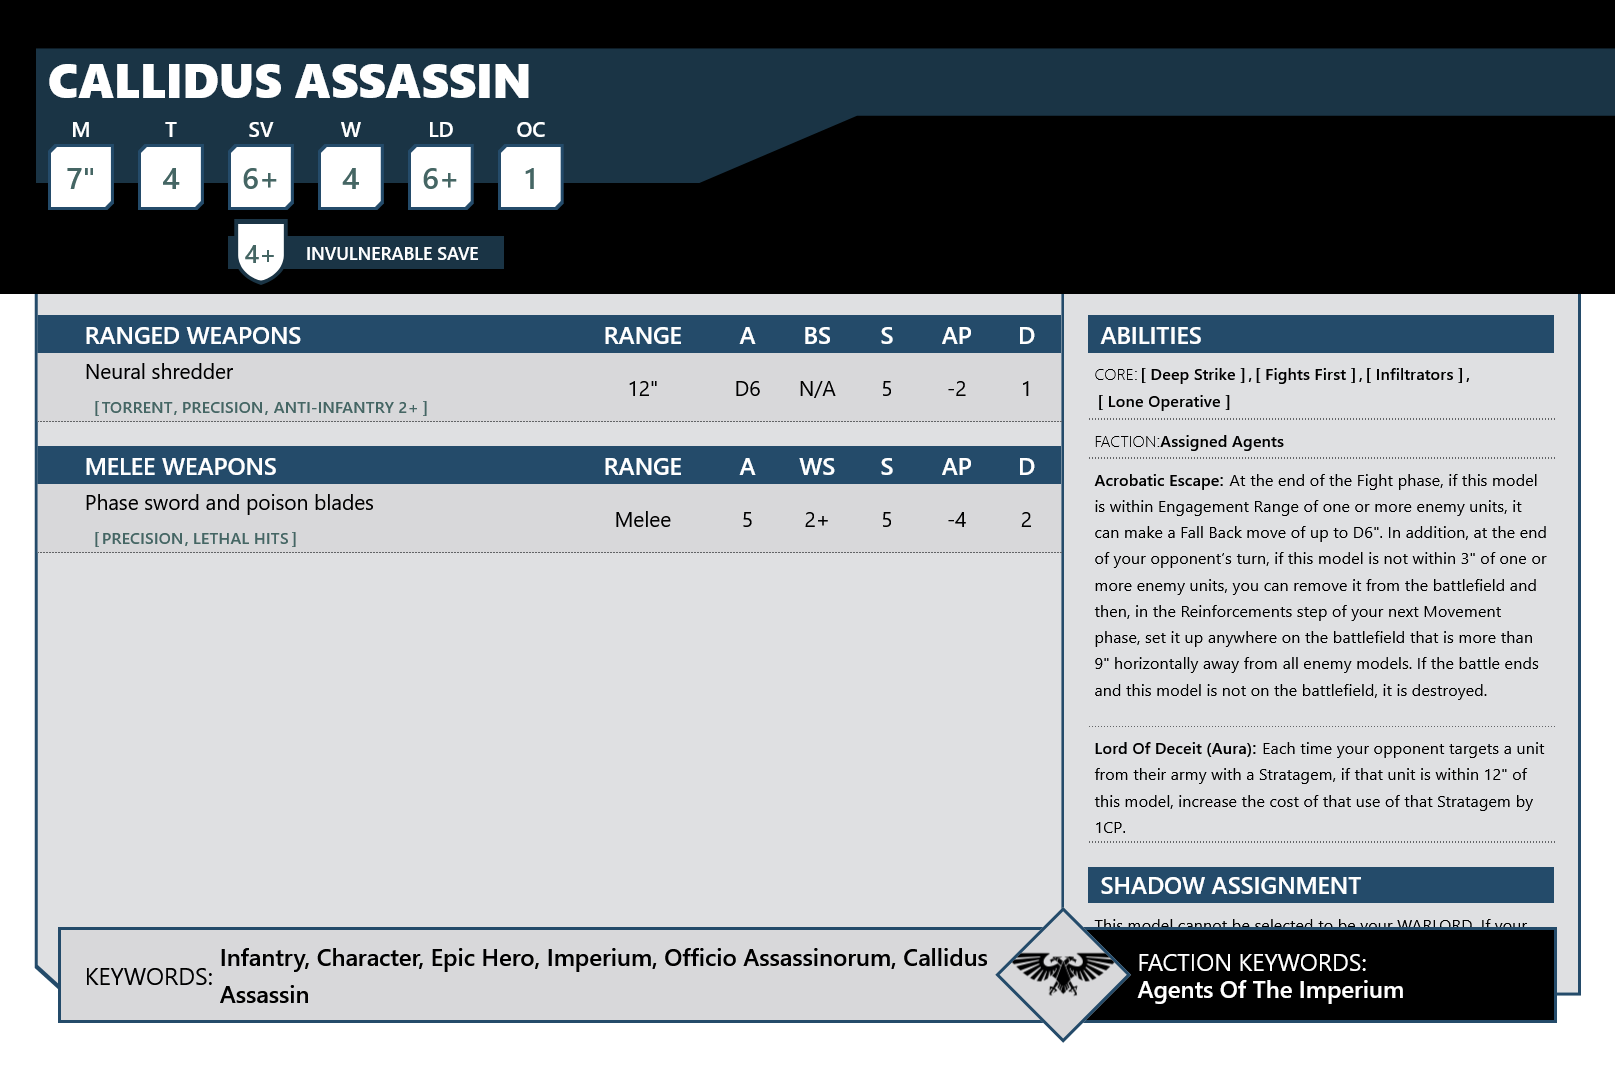 CALLIDUS ASSASSIN
M T SV W LD OC
7" 4 6+ 4 6+ 1
4+ INVULNERABLE SAVE
RANGED WEAPONS RANGE A BS S AP D
Neural shredder
12" D6 N/A 5 -2 1
[TORRENT, PRECISION, ANTI-INFANTRY 2+]
MELEE WEAPONS RANGE A WS S AP D
Phase sword and poison blades
Melee 5 2+ 5 -4 2
[PRECISION, LETHAL HITS]
ABILITIES
CORE: [ Deep Strike ], [ Fights First ], [ Infiltrators ],
[ Lone Operative ]
FACTION:Assigned Agents
Acrobatic Escape: At the end of the Fight phase, if this model
is within Engagement Range of one or more enemy units, it
can make a Fall Back move of up to D6". In addition, at the end
of your opponent’s turn, if this model is not within 3" of one or
more enemy units, you can remove it from the battlefield and
then, in the Reinforcements step of your next Movement
phase, set it up anywhere on the battlefield that is more than
9" horizontally away from all enemy models. If the battle ends
and this model is not on the battlefield, it is destroyed.
Lord Of Deceit (Aura): Each time your opponent targets a unit
from their army with a Stratagem, if that unit is within 12" of
this model, increase the cost of that use of that Stratagem by
1CP.
SHADOW ASSIGNMENT
This model cannot be selected to be your WARLORD. If your
KEYWORDS: Infantry, Character, Epic Hero, Imperium, Officio Assassinorum, Callidus
Assassin
FACTION KEYWORDS:
Agents Of The Imperium